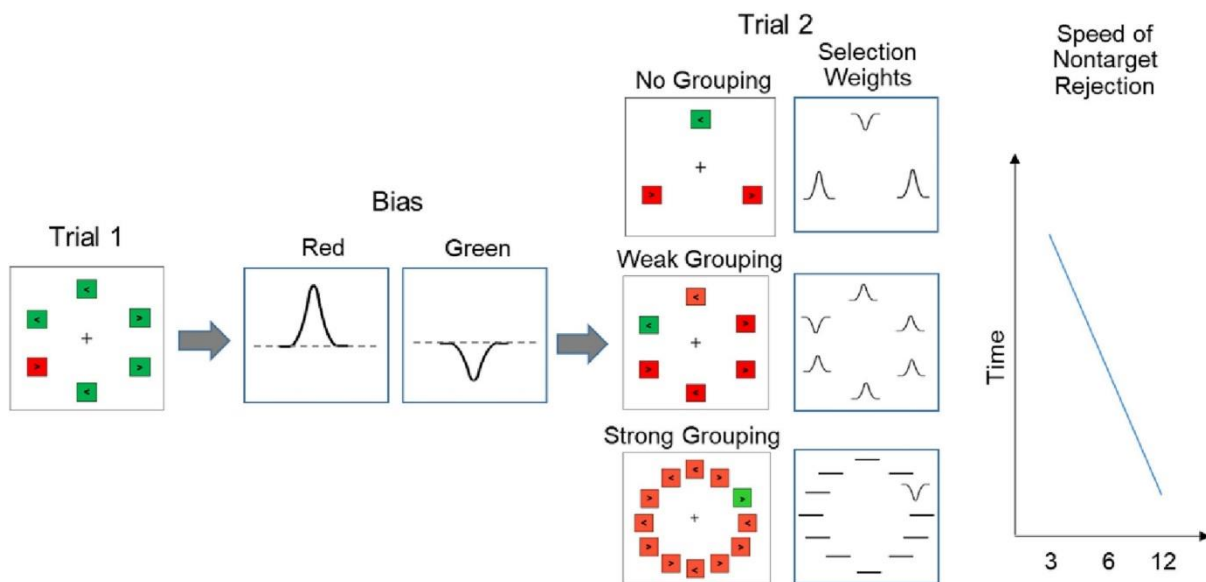 Trial 2
Speed of
Nontarget
Rejection
Selection
Weights
No Grouping
Bias
Trial 1
Red
Green
Weak Grouping
Strong Grouping
Time
3 6 12